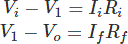 V_i − V_1 = I_i R_i
V_1 − V_o = I_f R_f